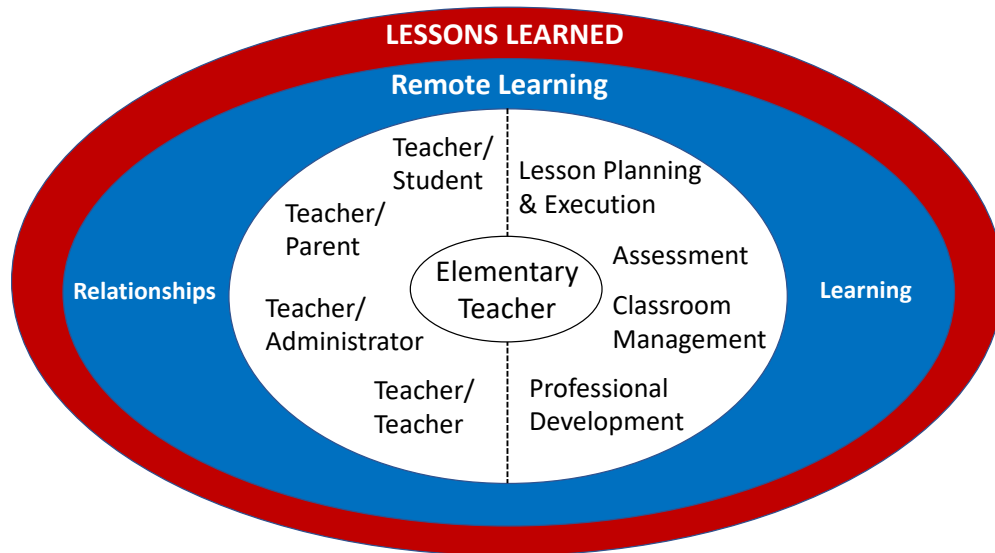 LESSONS LEARNED
Remote Learning
Relationships
Teacher/
Student
Teacher/
Parent
Teacher/
Administrator
Teacher/
Teacher
Elementary
Teacher
Lesson Planning
& Execution
Assessment
Classroom
Management
Professional
Development
Learning